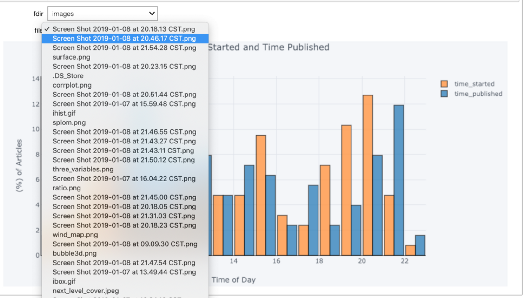 fdir
images
✓ Screen Shot 2019-01-08 at 20.18.13 CST.png
Screen Shot 2019-01-08 at 20.46.17 CST.png
Screen Shot 2019-01-08 at 21.54.28 CST.png
surface.png
Screen Shot 2019-01-08 at 20.23.15 CST.png
.DS_Store
corrplot.png
Screen Shot 2019-01-08 at 20.51.44 CST.png
Screen Shot 2019-01-07 at 15.59.48 CST.png
ihist.gif
splom.png
Screen Shot 2019-01-08 at 21.46.55 CST.png
Screen Shot 2019-01-08 at 21.43.27 CST.png
Screen Shot 2019-01-08 at 21.43.11 CST.png
Screen Shot 2019-01-08 at 21.50.12 CST.png
three_variables.png
Screen Shot 2019-01-07 at 16.04.22 CST.png
ratio.png
Screen Shot 2019-01-08 at 21.45.00 CST.png
Screen Shot 2019-01-08 at 20.18.05 CST.png
Screen Shot 2019-01-08 at 21.31.03 CST.png
Screen Shot 2019-01-08 at 20.18.23 CST.png
wind_map.png
Screen Shot 2019-01-08 at 09.09.30 CST.png
bubble3d.png
Screen Shot 2019-01-08 at 21.47.54 CST.png
Screen Shot 2019-01-07 at 13.49.44 CST.png
ibox.gif
next_level_cover.jpeg
Started and Time Published
time_started
time_published
(%) of Articles
14
8
6
4
2
0
14
16
18
20
22
Time of Day